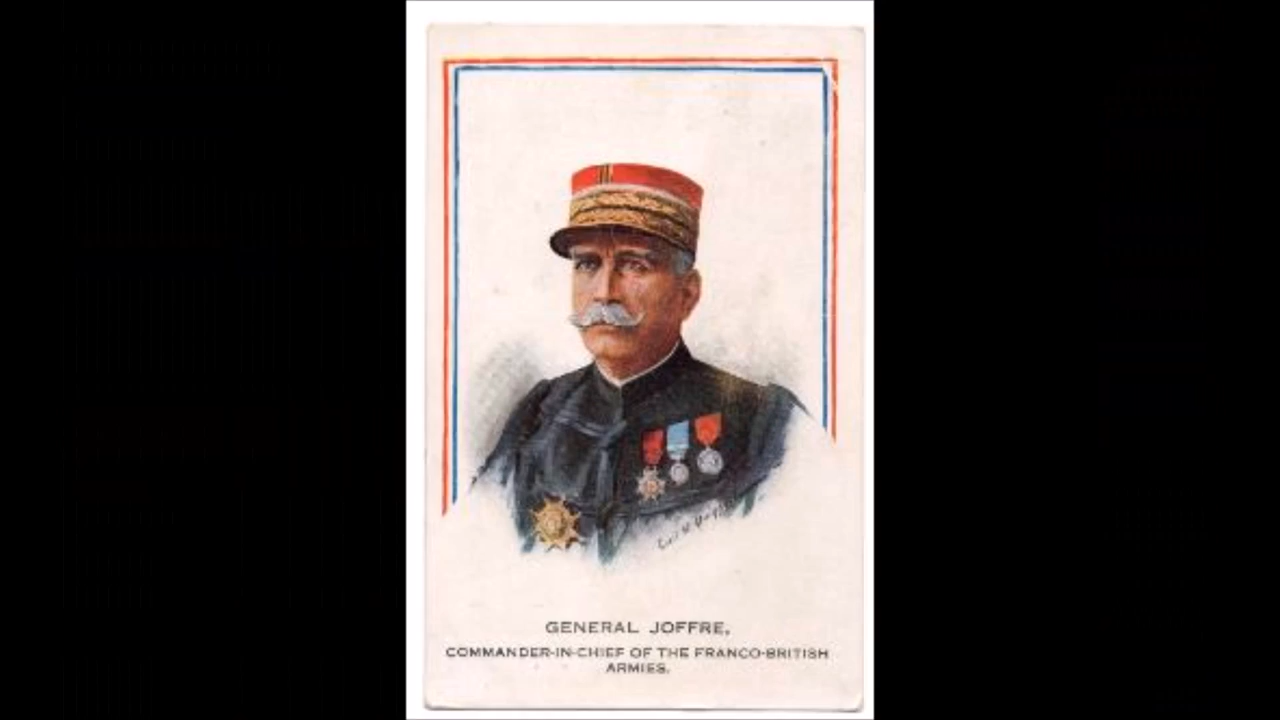 GENERAL JOFFRE,
COMMANDER-IN-CHIEF OF THE FRANCO-BRITISH
ARMIES.